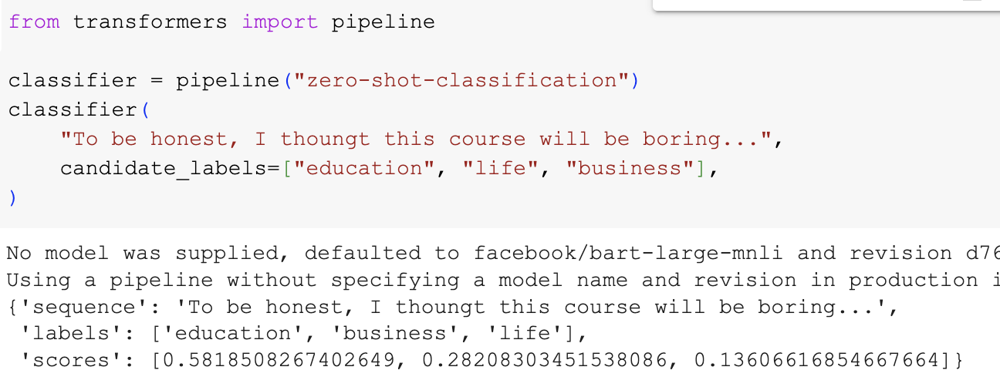 from transformers import pipeline
classifier = pipeline("zero-shot-classification")
classifier(
    "To be honest, I thoungt this course will be boring...",
    candidate_labels=["education", "life", "business"],
)
No model was supplied, defaulted to facebook/bart-large-mnli and revision d76
Using a pipeline without specifying a model name and revision in production i
{'sequence': 'To be honest, I thoungt this course will be boring...',
 'labels': ['education', 'business', 'life'],
 'scores': [0.5818508267402649, 0.28208303451538086, 0.13606616854667664]}